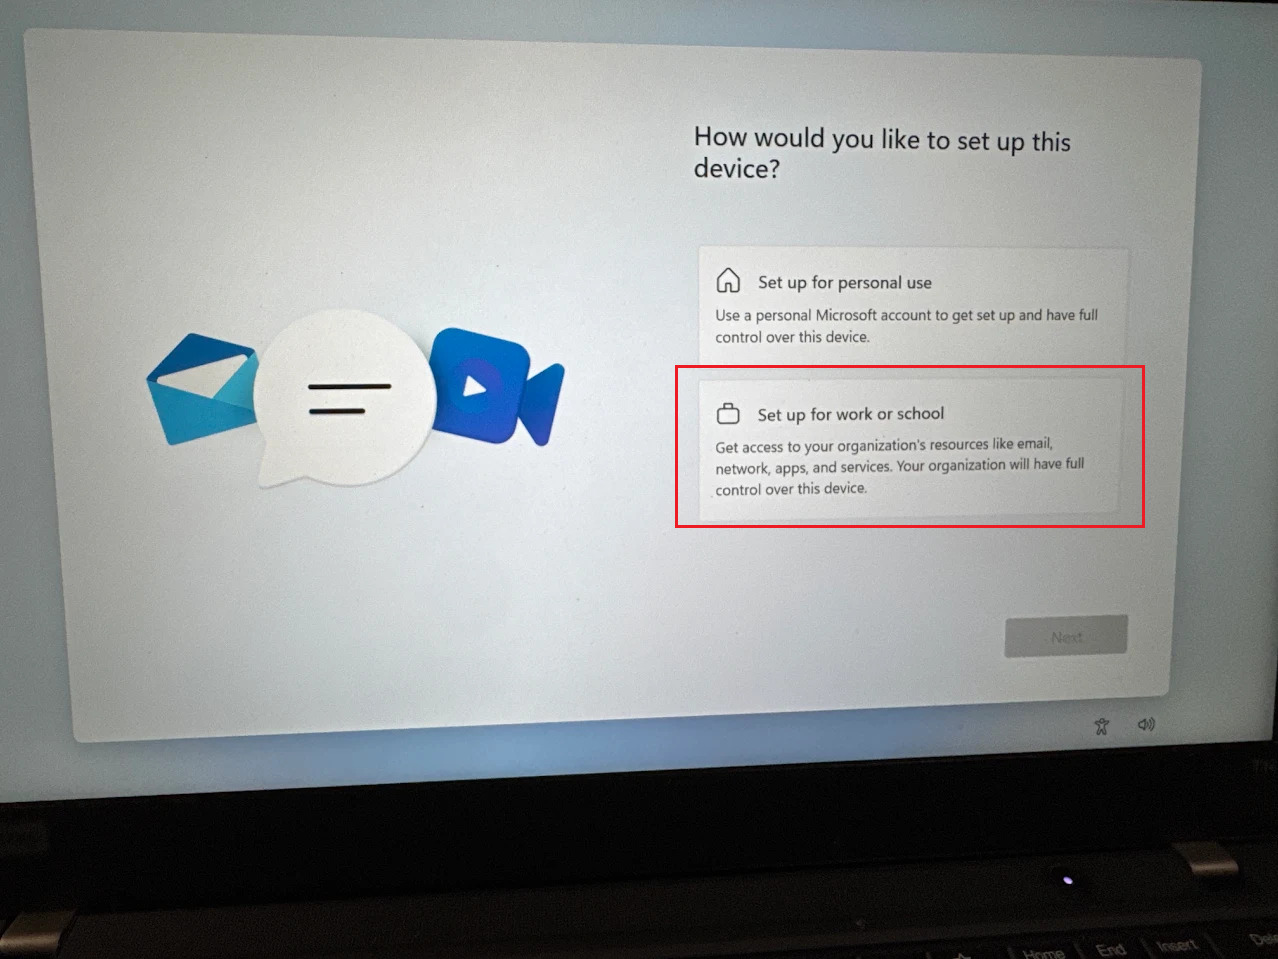 How would you like to set up this
device?
Set up for personal use
Use a personal Microsoft account to get set up and have full
control over this device.
Set up for work or school
Get access to your organization's resources like email,
network, apps, and services. Your organization will have full
control over this device.
Next
Home
End
Insert